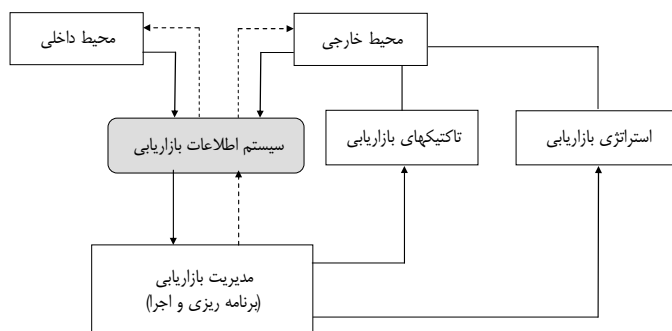 محیط خارجی
محیط داخلی
استراتژی بازاریابی
تاکتیکهای بازاریابی
سیستم اطلاعات بازاریابی
مدیریت بازاریابی
(برنامه ریزی و اجرا)